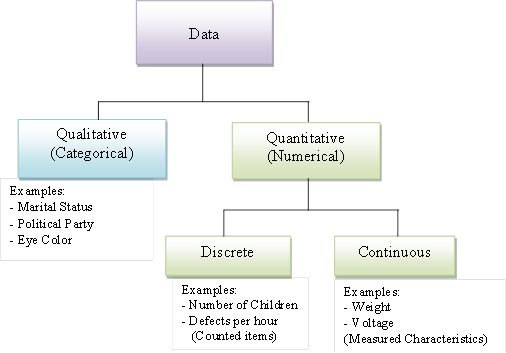 Data
Qualitative
(Categorical)
Quantitative
(Numerical)
Examples:
- Marital Status
- Political Party
- Eye Color
Discrete
Continuous
Examples:
- Number of Children
- Defects per hour
(Counted items)
Examples:
- Weight
- Voltage
(Measured Characteristics)